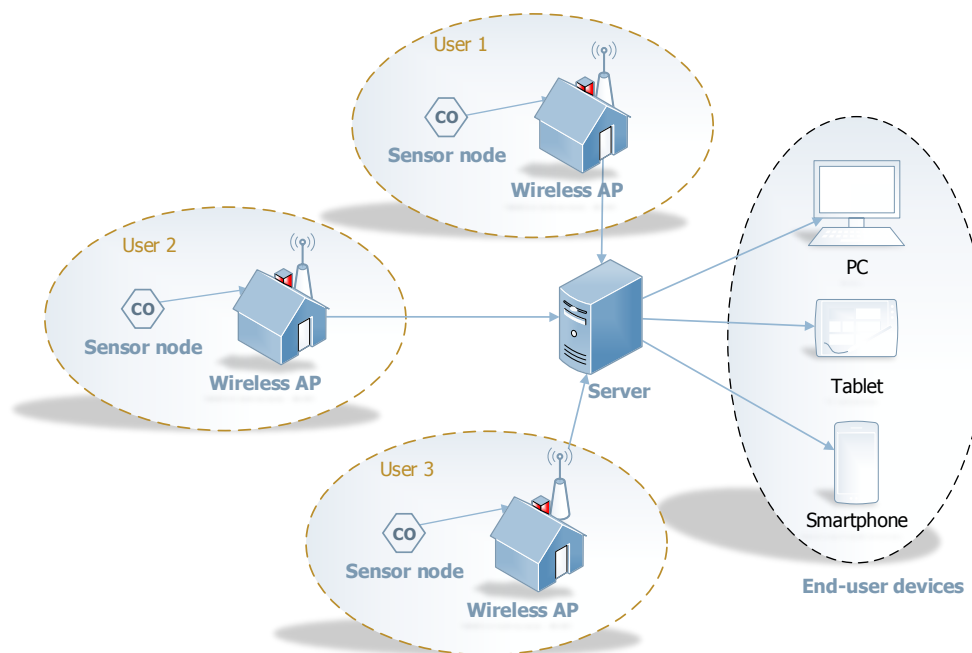 User 1
CO
Sensor node
Wireless AP
User 2
CO
Sensor node
Wireless AP
User 3
CO
Sensor node
Wireless AP
Server
PC
Tablet
Smartphone
End-user devices